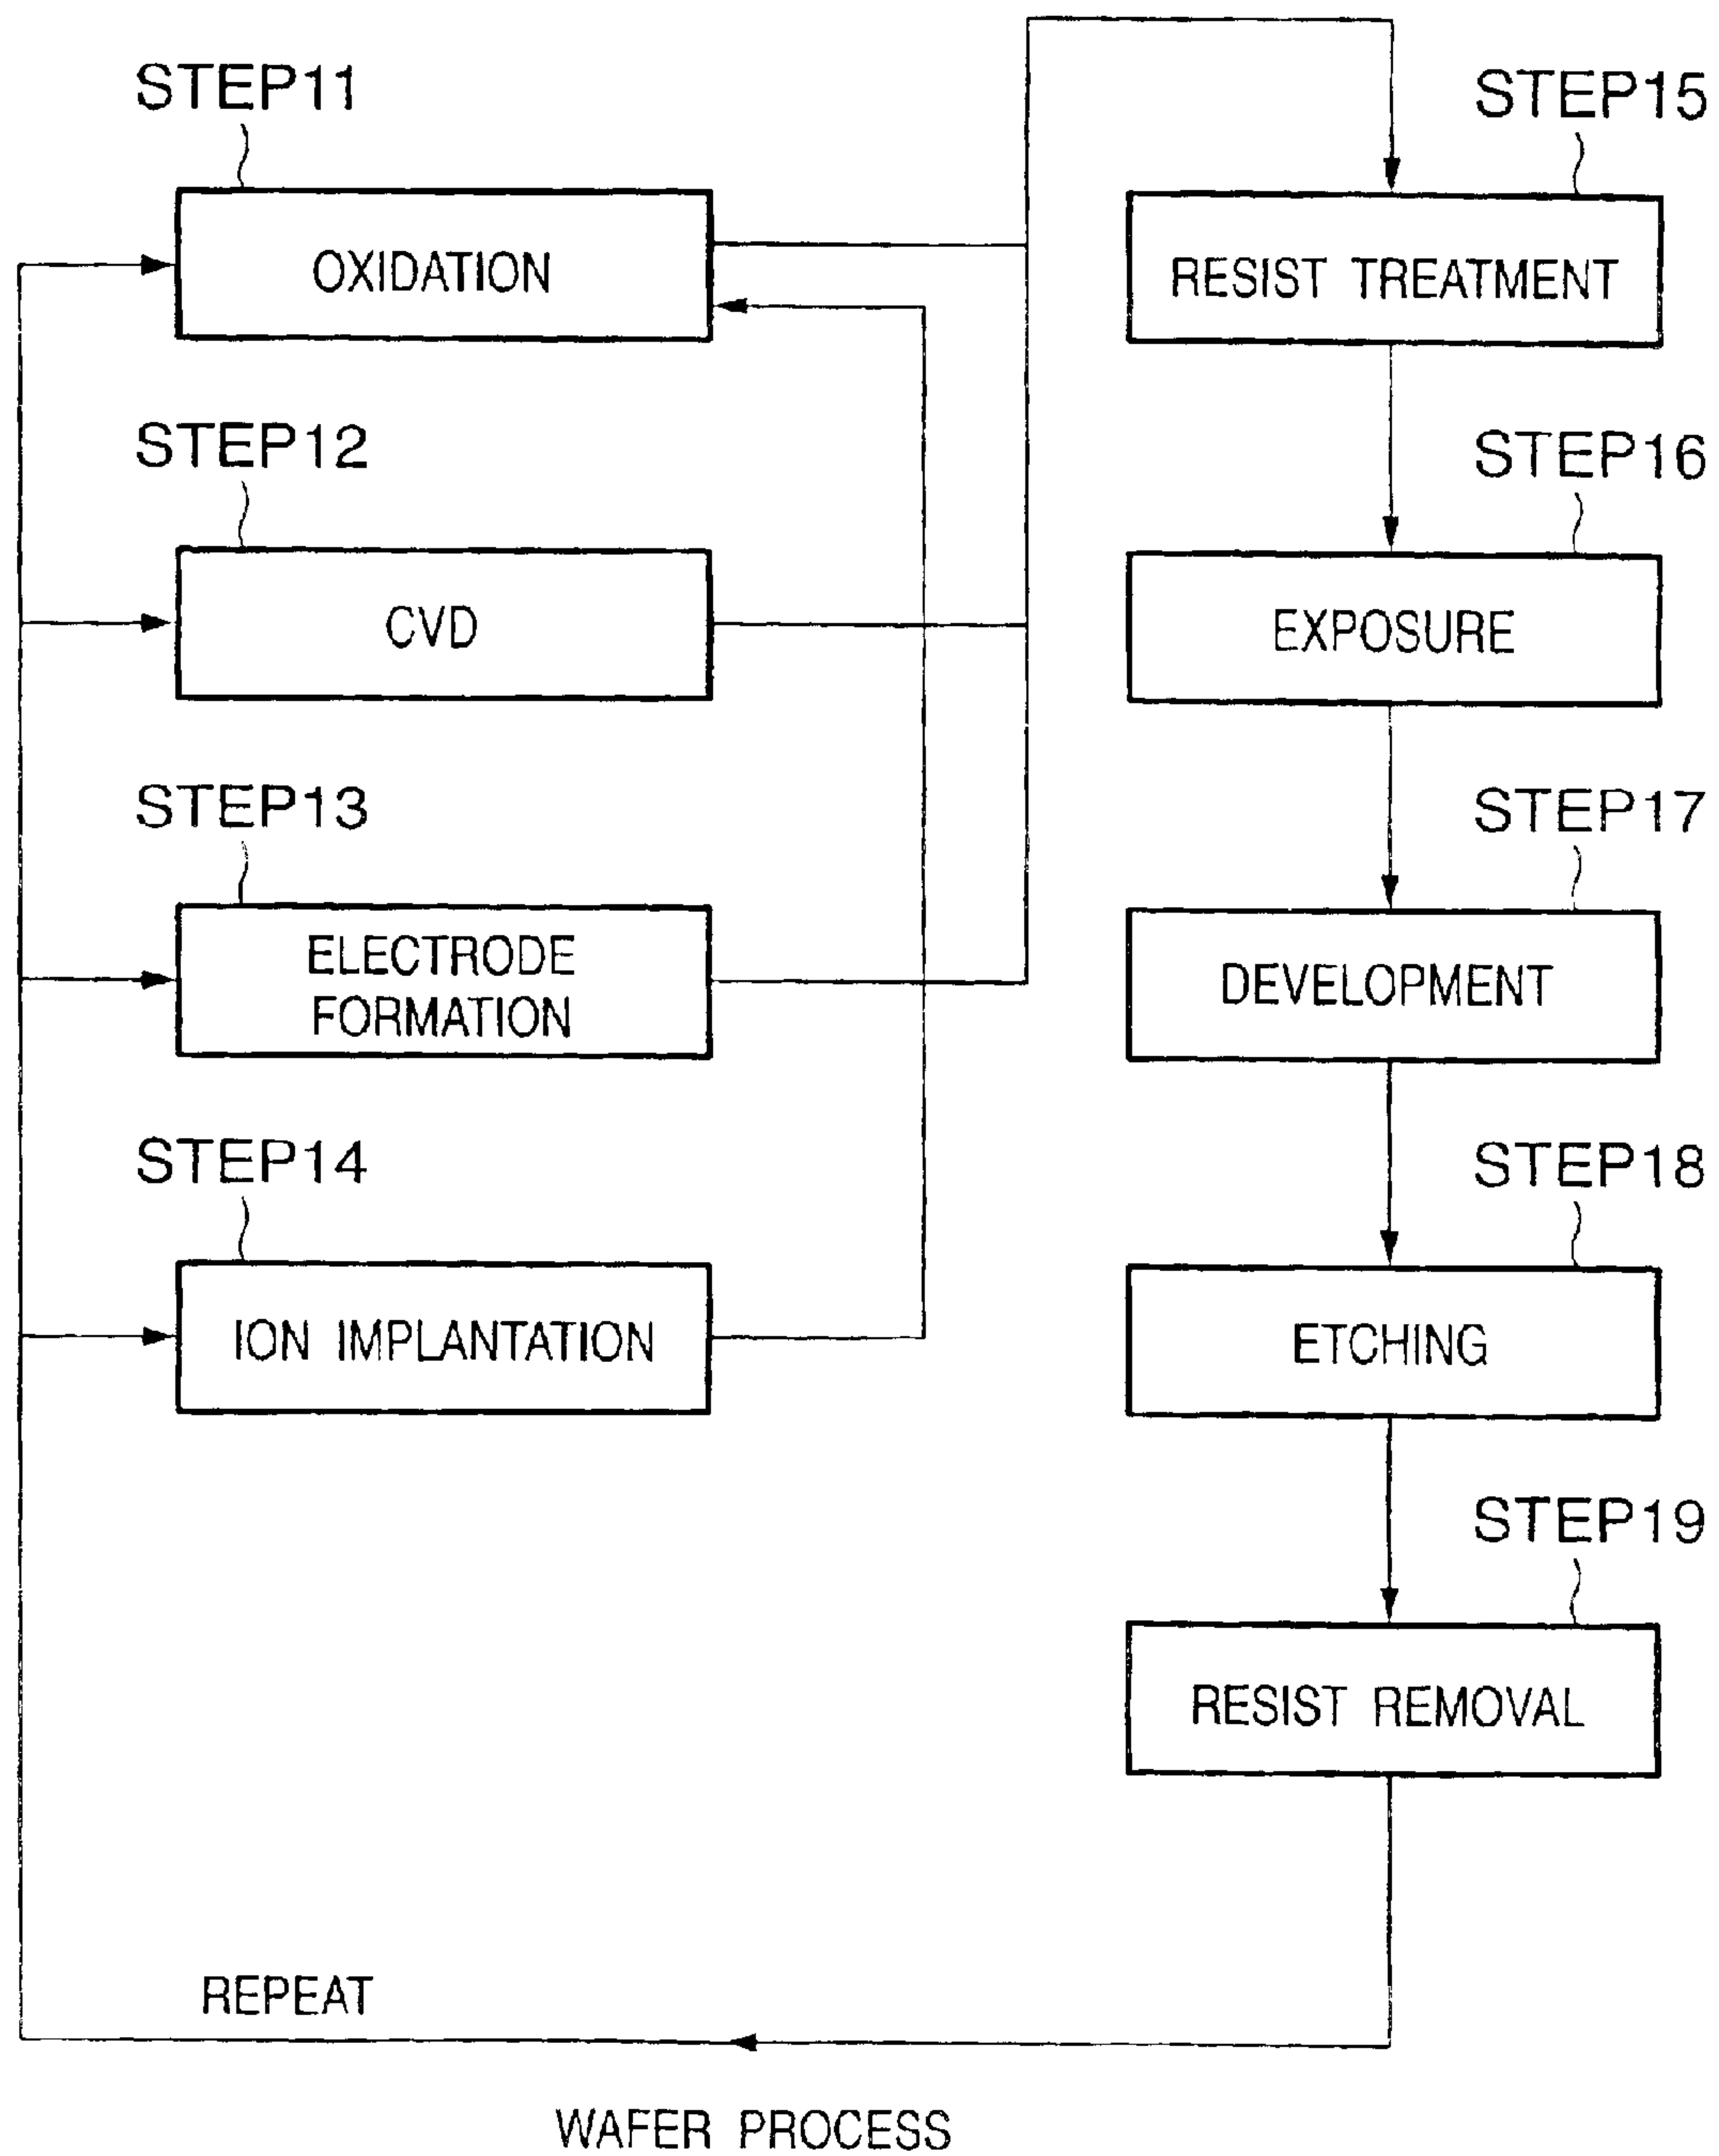 STEP11
OXIDATION
STEP12
CVD
STEP13
ELECTRODE
FORMATION
STEP14
ION IMPLANTATION
STEP15
RESIST TREATMENT
STEP16
EXPOSURE
STEP17
DEVELOPMENT
STEP18
ETCHING
STEP19
RESIST REMOVAL
REPEAT
WAFER PROCESS